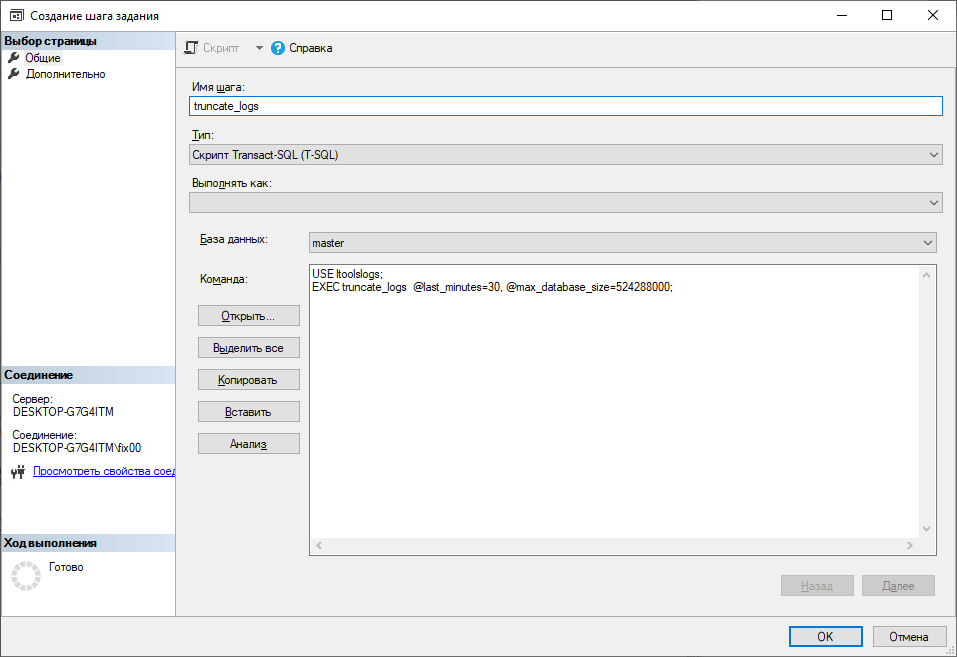 Создание шага задания
Выбор страницы
Общие
Дополнительно
Скрипт
Справка
Имя шага:
truncate_logs
Тип:
Скрипт Transact-SQL (T-SQL)
Выполнять как:
База данных:
master
Команда:
USE ltoolslogs;
EXEC truncate_logs @last_minutes=30, @max_database_size=524288000;
Открыть...
Выделить все
Копировать
Вставить
Анализ
Соединение
Сервер:
DESKTOP-G7G4ITM
Соединение:
DESKTOP-G7G4ITM\fix00
Просмотреть свойства соед
Ход выполнения
Готово
Назад
Далее
OK
Отмена